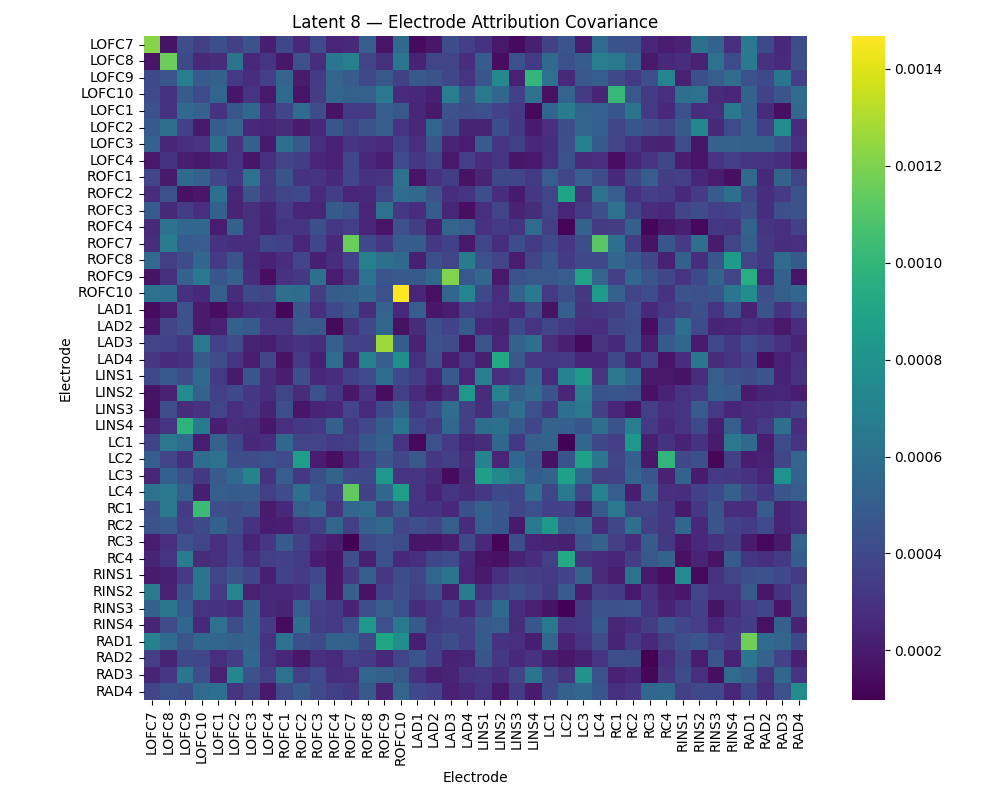 Latent 8 — Electrode Attribution Covariance
Electrode
LOFC7
LOFC8
LOFC9
LOFC10
LOFC1
LOFC2
LOFC3
LOFC4
ROFC1
ROFC2
ROFC3
ROFC4
ROFC7
ROFC8
ROFC9
ROFC10
LAD1
LAD2
LAD3
LAD4
LINS1
LINS2
LINS3
LINS4
LC1
LC2
LC3
LC4
RC1
RC2
RC3
RC4
RINS1
RINS2
RINS3
RINS4
RAD1
RAD2
RAD3
RAD4
LOFC7 LOFC8 LOFC9 LOFC10 LOFC1 LOFC2 LOFC3 LOFC4 ROFC1 ROFC2 ROFC3 ROFC4 ROFC7 ROFC8 ROFC9 ROFC10 LAD1 LAD2 LAD3 LAD4 LINS1 LINS2 LINS3 LINS4 LC1 LC2 LC3 LC4 RC1 RC2 RC3 RC4 RINS1 RINS2 RINS3 RINS4 RAD1 RAD2 RAD3 RAD4
Electrode
0.0014
0.0012
0.0010
0.0008
0.0006
0.0004
0.0002